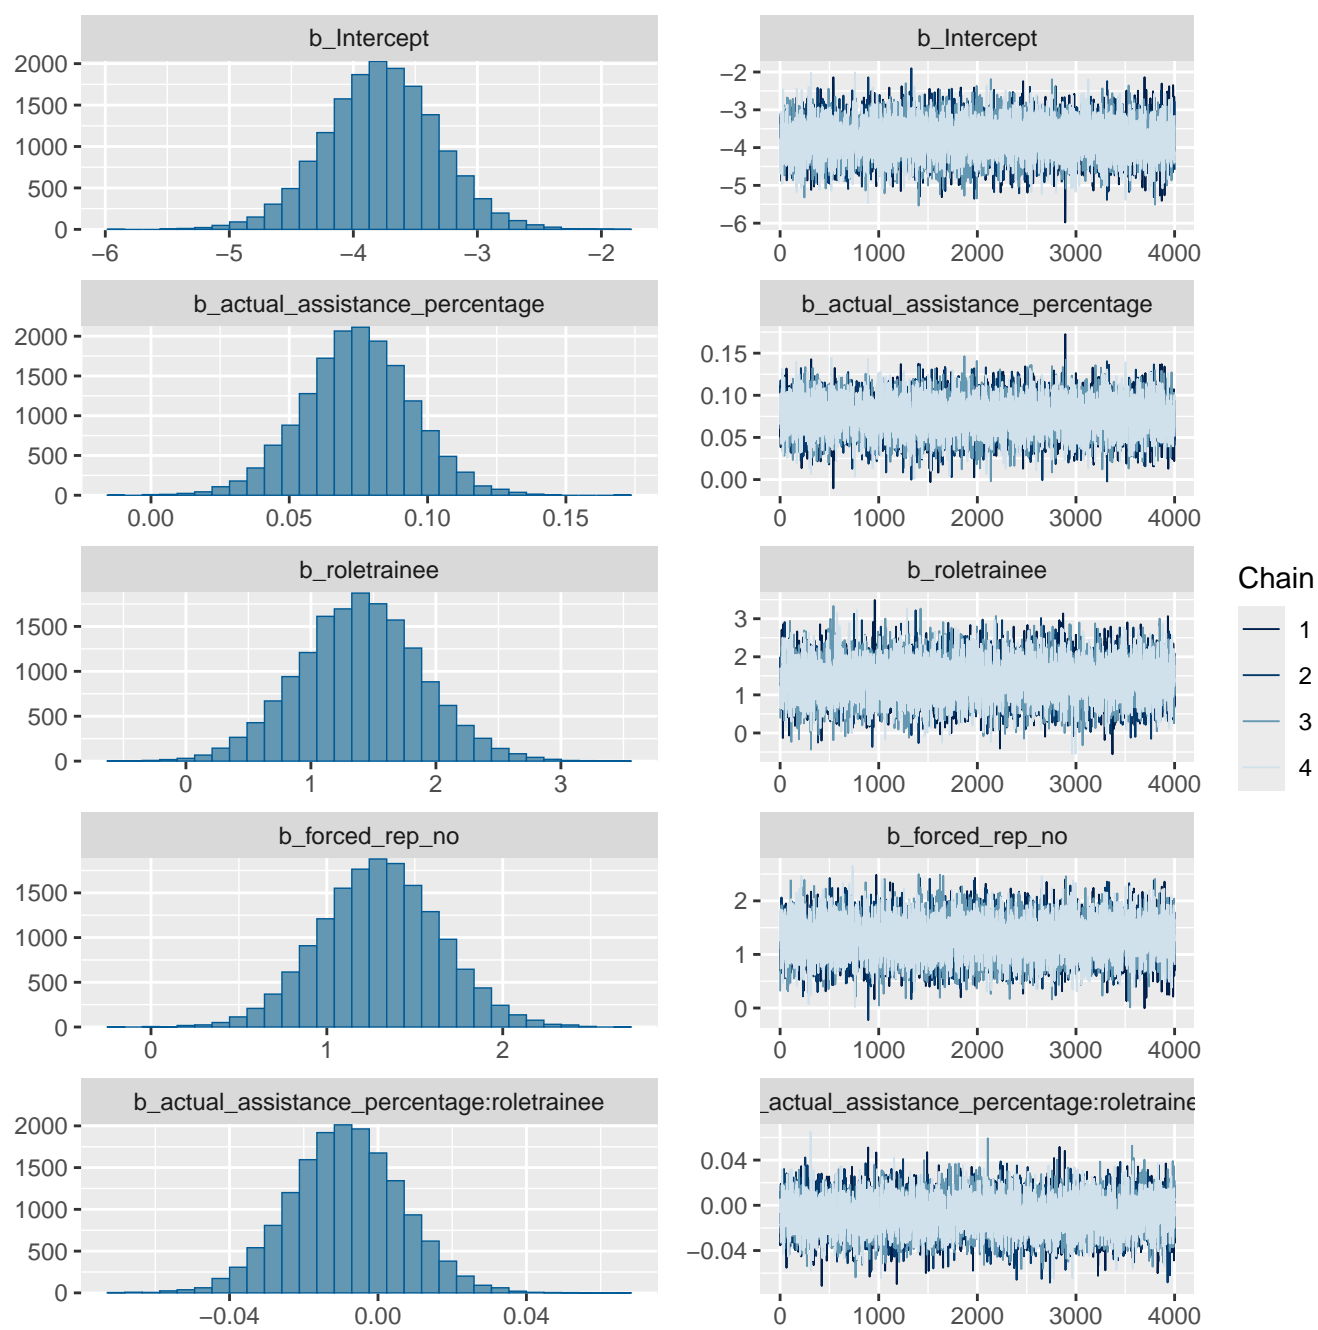 b_Intercept
2000
1500
1000
500
0
−6 −5 −4 −3 −2
b_Intercept
−2
−3
−4
−5
−6
0 1000 2000 3000 4000
b_actual_assistance_percentage
2000
1500
1000
500
0
0.00 0.05 0.10 0.15
b_actual_assistance_percentage
0.15
0.10
0.05
0.00
0 1000 2000 3000 4000
b_roletrainee
1500
1000
500
0
0 1 2 3
b_roletrainee
3
2
1
0
0 1000 2000 3000 4000
b_forced_rep_no
1500
1000
500
0
0 1 2
b_forced_rep_no
2
1
0
0 1000 2000 3000 4000
b_actual_assistance_percentage:roletrainee
2000
1500
1000
500
0
−0.04 0.00 0.04
_actual_assistance_percentage:roletraine
0.04
0.00
−0.04
0 1000 2000 3000 4000
Chain
1
2
3
4